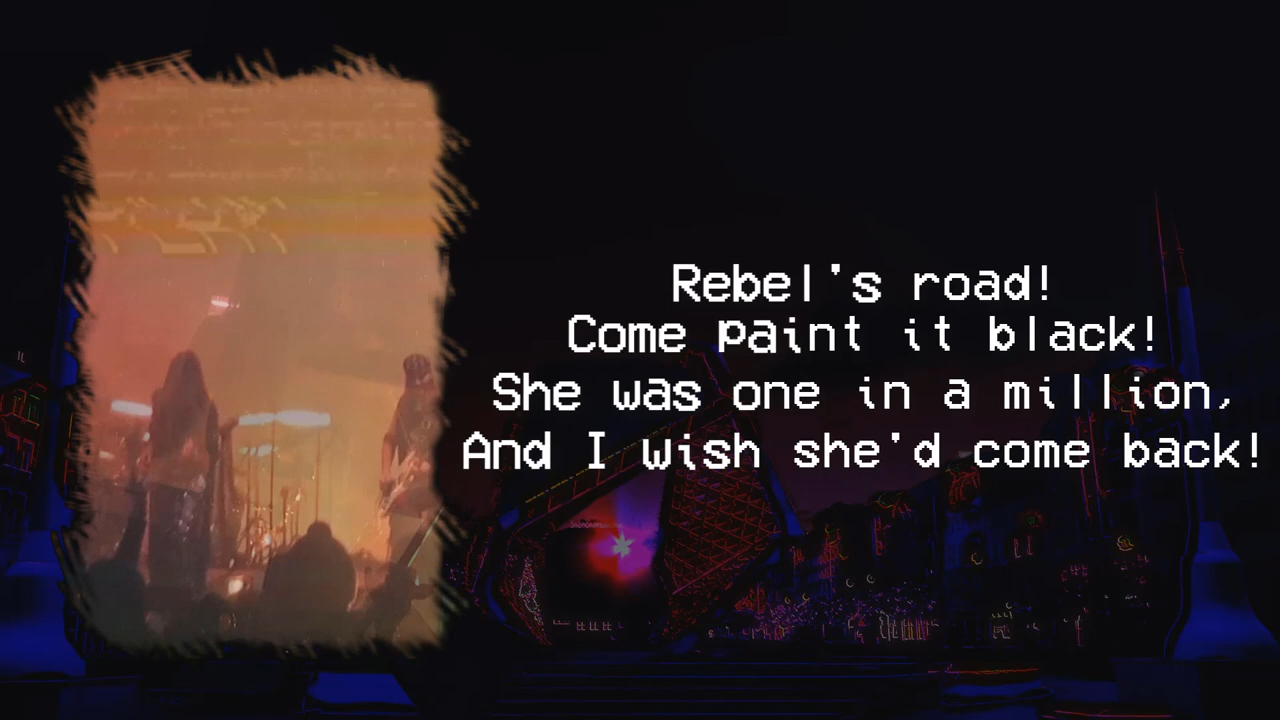 Rebel's road!
Come paint it black!
She was one in a million,
And I wish she'd come back!